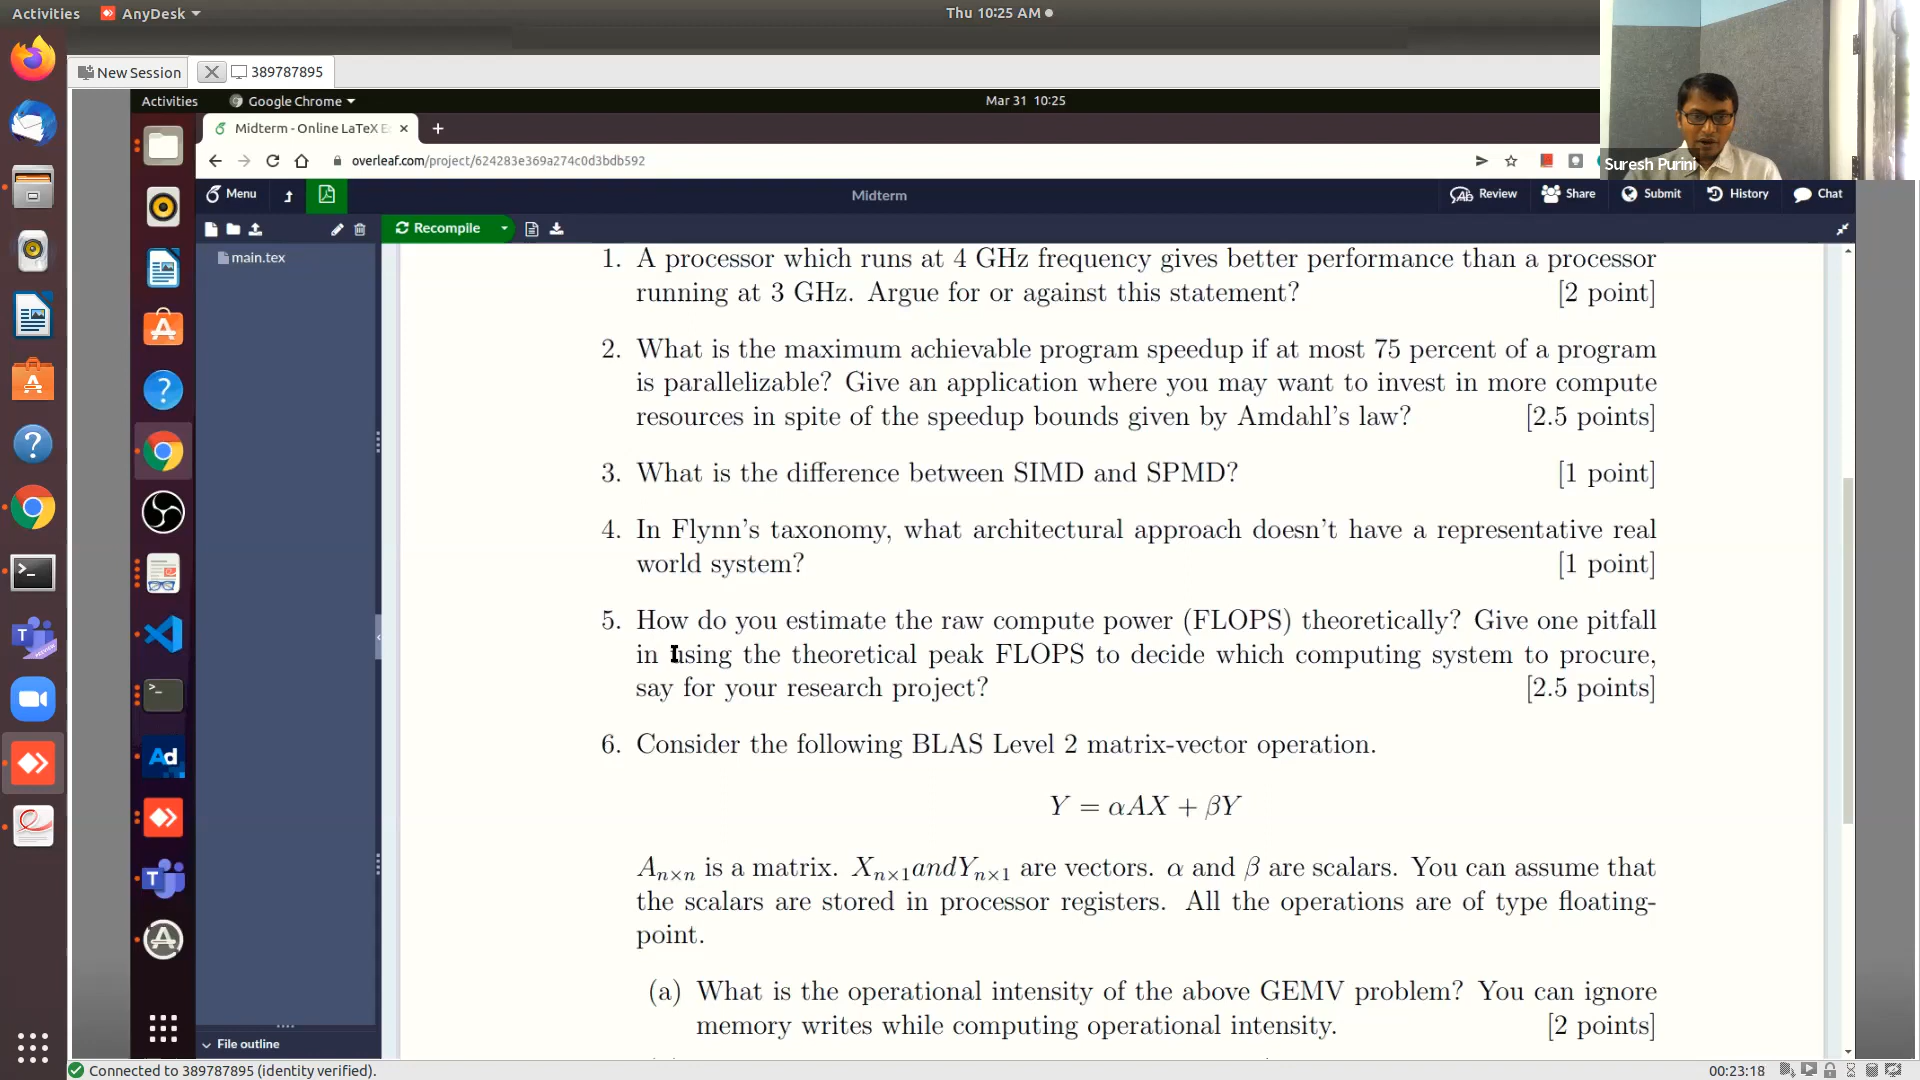 Activities AnyDesk Thu 10:25 AM
New Session 389787895
Activities Google Chrome Mar 31 10:25
Midterm - Online LaTeX E
overleaf.com/project/624283e369a274c0d3bdb592
Suresh Purini
Menu Midterm Review Share Submit History Chat
Recompile
main.tex
1. A processor which runs at 4 GHz frequency gives better performance than a processor
running at 3 GHz. Argue for or against this statement? [2 point]
2. What is the maximum achievable program speedup if at most 75 percent of a program
is parallelizable? Give an application where you may want to invest in more compute
resources in spite of the speedup bounds given by Amdahl's law? [2.5 points]
3. What is the difference between SIMD and SPMD? [1 point]
4. In Flynn's taxonomy, what architectural approach doesn't have a representative real
world system? [1 point]
5. How do you estimate the raw compute power (FLOPS) theoretically? Give one pitfall
in using the theoretical peak FLOPS to decide which computing system to procure,
say for your research project? [2.5 points]
6. Consider the following BLAS Level 2 matrix-vector operation.
Y = αAX + βY
Aₙ×ₙ is a matrix. Xₙ×₁andYₙ×₁ are vectors. α and β are scalars. You can assume that
the scalars are stored in processor registers. All the operations are of type floating-
point.
(a) What is the operational intensity of the above GEMV problem? You can ignore
memory writes while computing operational intensity. [2 points]
File outline
Connected to 389787895 (identity verified). 00:23:18